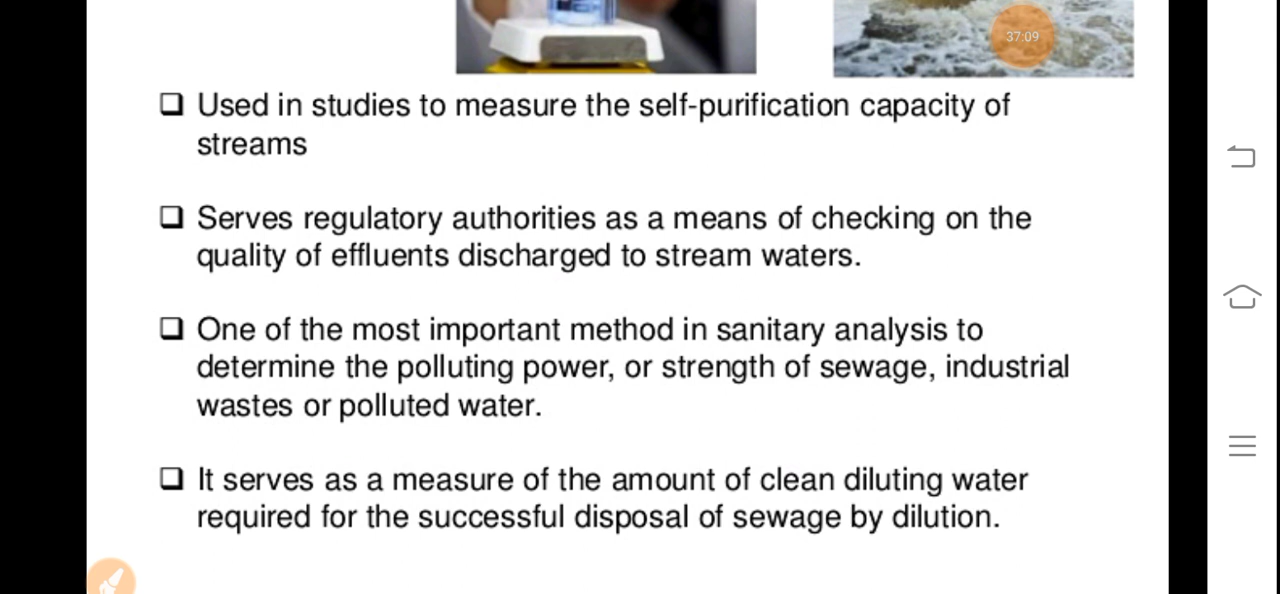 37:09
❑ Used in studies to measure the self-purification capacity of
streams
❑ Serves regulatory authorities as a means of checking on the
quality of effluents discharged to stream waters.
❑ One of the most important method in sanitary analysis to
determine the polluting power, or strength of sewage, industrial
wastes or polluted water.
❑ It serves as a measure of the amount of clean diluting water
required for the successful disposal of sewage by dilution.